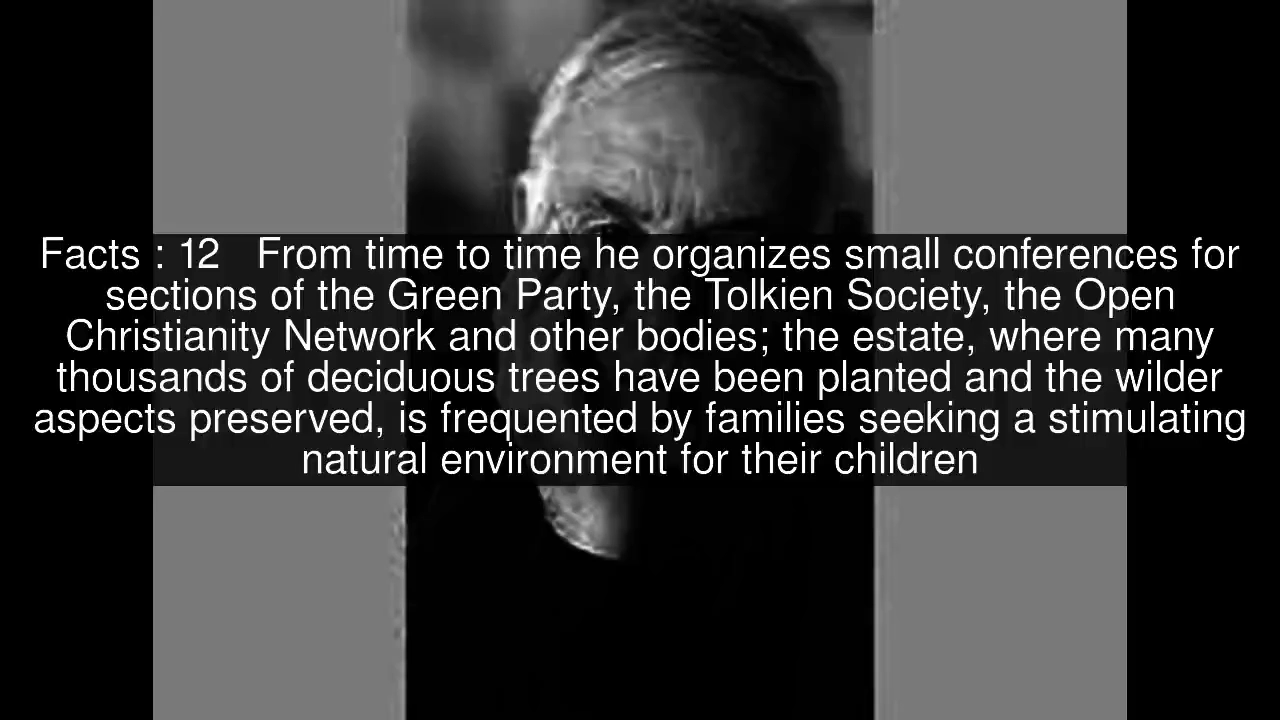 Facts : 12   From time to time he organizes small conferences for
sections of the Green Party, the Tolkien Society, the Open
Christianity Network and other bodies; the estate, where many
thousands of deciduous trees have been planted and the wilder
aspects preserved, is frequented by families seeking a stimulating
natural environment for their children